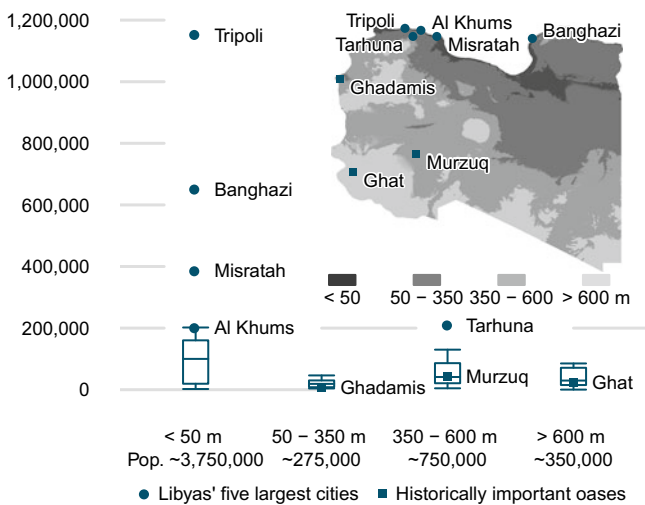 1,200,000
1,000,000
800,000
600,000
400,000
200,000
0
Tripoli
Banghazi
Misratah
Al Khums
Tarhuna
Ghadamis
Murzuq
Ghat
Tripoli
Al Khums
Banghazi
Tarhuna
Misratah
Ghadamis
Murzuq
Ghat
< 50
50 – 350
350 – 600
> 600 m
< 50 m
50 – 350 m
350 – 600 m
> 600 m
Pop. ~3,750,000
~275,000
~750,000
~350,000
Libyas' five largest cities
Historically important oases